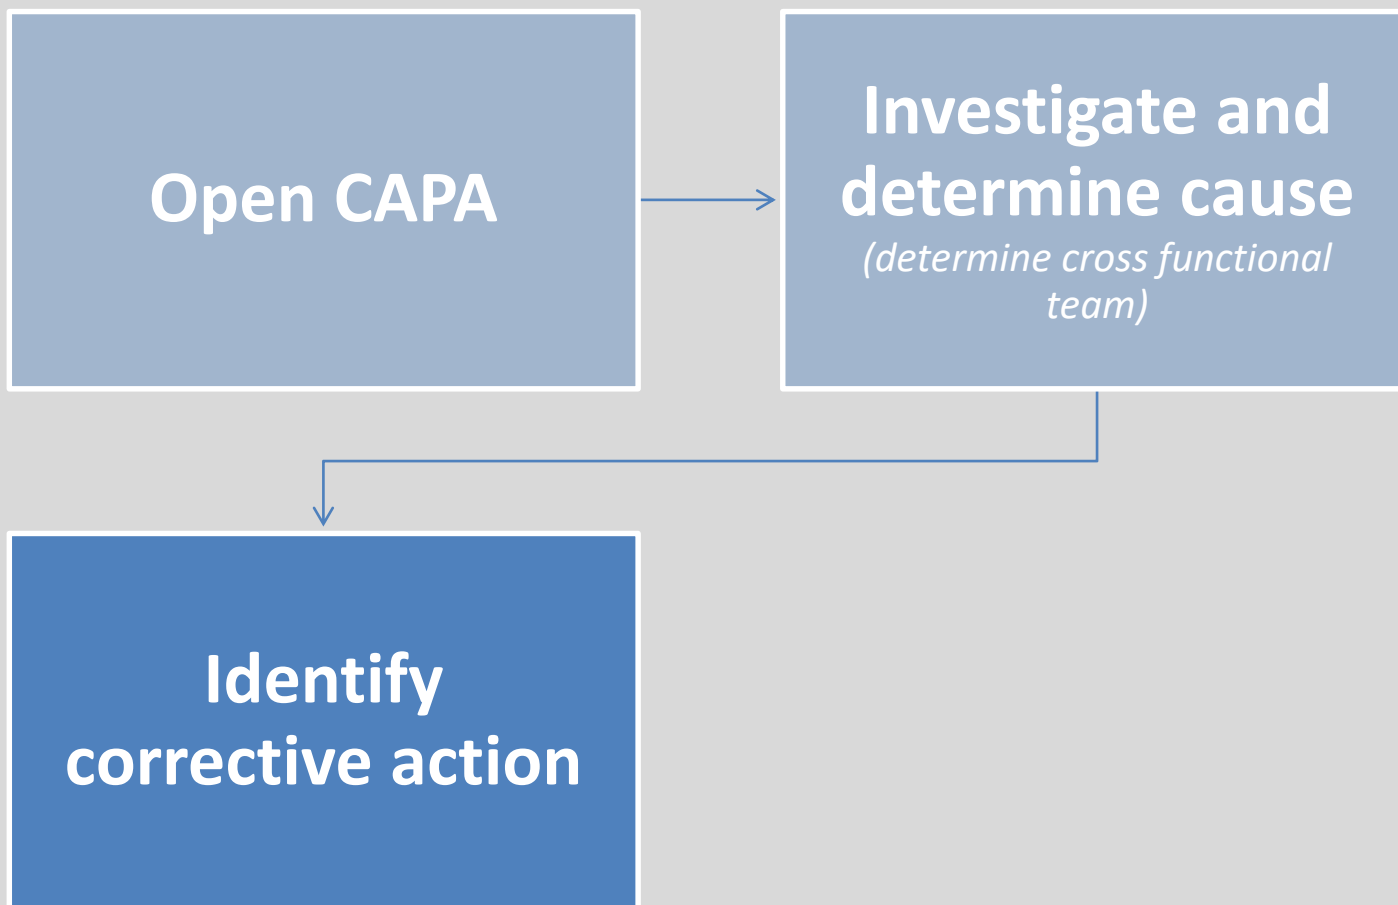 Open CAPA
Investigate and
determine cause
(determine cross functional
team)
Identify
corrective action